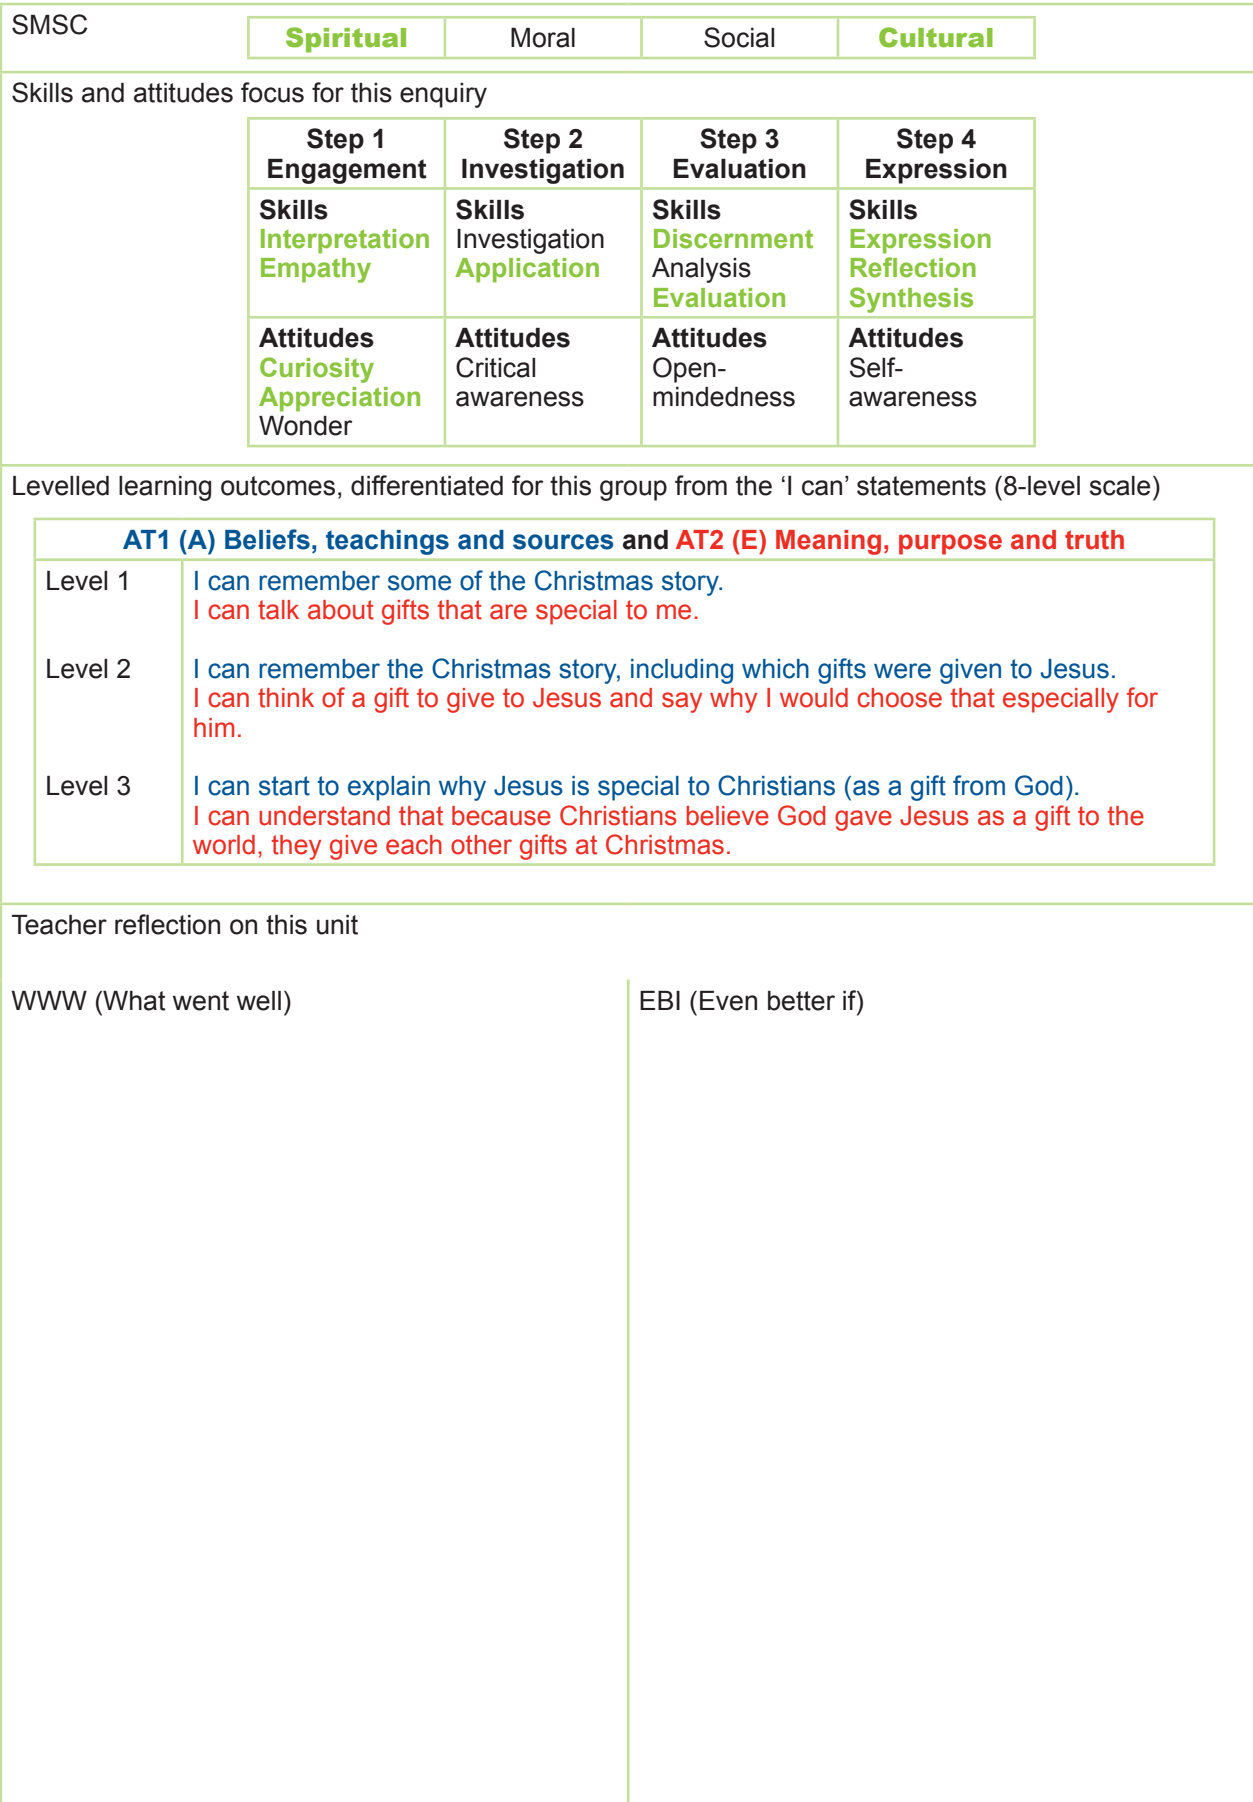 SMSC
Spiritual Moral Social Cultural
Skills and attitudes focus for this enquiry
Step 1 Step 2 Step 3 Step 4
Engagement Investigation Evaluation Expression
Skills Skills Skills Skills
Interpretation Investigation Discernment Expression
Empathy Application Analysis Reflection
Evaluation Synthesis
Attitudes Attitudes Attitudes Attitudes
Curiosity Critical Open- Self-
Appreciation awareness mindedness awareness
Wonder
Levelled learning outcomes, differentiated for this group from the ‘I can’ statements (8-level scale)
AT1 (A) Beliefs, teachings and sources and AT2 (E) Meaning, purpose and truth
Level 1 I can remember some of the Christmas story.
I can talk about gifts that are special to me.
Level 2 I can remember the Christmas story, including which gifts were given to Jesus.
I can think of a gift to give to Jesus and say why I would choose that especially for
him.
Level 3 I can start to explain why Jesus is special to Christians (as a gift from God).
I can understand that because Christians believe God gave Jesus as a gift to the
world, they give each other gifts at Christmas.
Teacher reflection on this unit
WWW (What went well) EBI (Even better if)